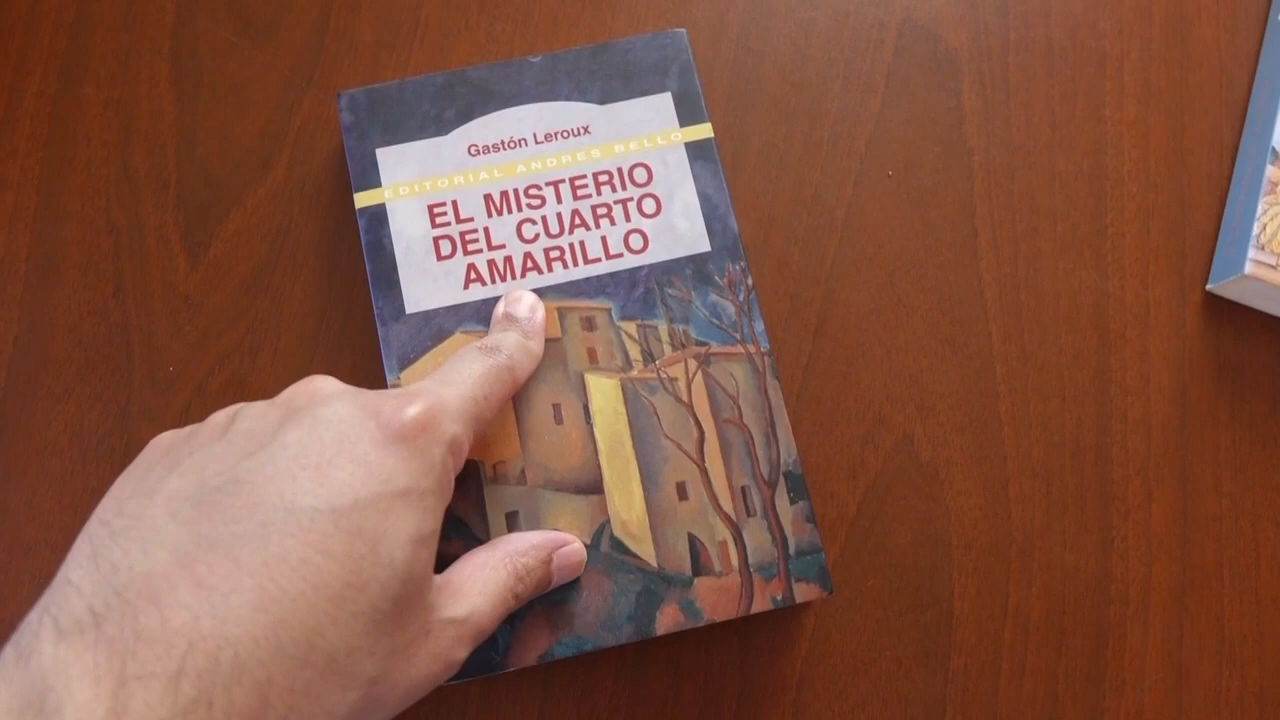 Gastón Leroux
EDITORIAL ANDRES BELLO
EL MISTERIO
DEL CUARTO
AMARILLO